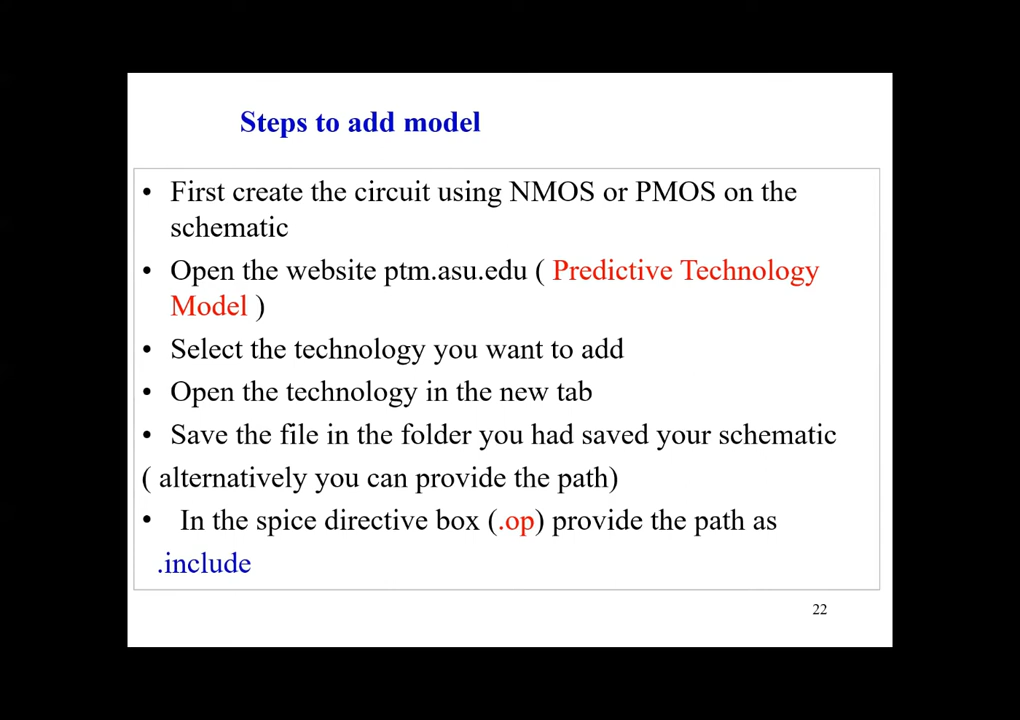 Steps to add model
• First create the circuit using NMOS or PMOS on the
schematic
• Open the website ptm.asu.edu ( Predictive Technology
Model )
• Select the technology you want to add
• Open the technology in the new tab
• Save the file in the folder you had saved your schematic
( alternatively you can provide the path)
• In the spice directive box (.op) provide the path as
.include
22